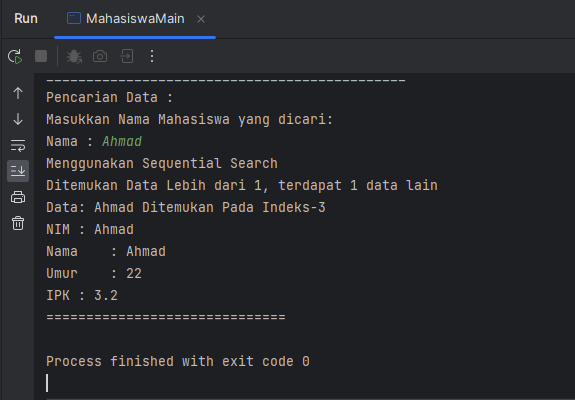 Run MahasiswaMain ×
_____________________________________________
Pencarian Data :
Masukkan Nama Mahasiswa yang dicari:
Nama : Ahmad
Menggunakan Sequential Search
Ditemukan Data Lebih dari 1, terdapat 1 data lain
Data: Ahmad Ditemukan Pada Indeks-3
NIM : Ahmad
Nama    : Ahmad
Umur    : 22
IPK : 3.2
==============================
Process finished with exit code 0